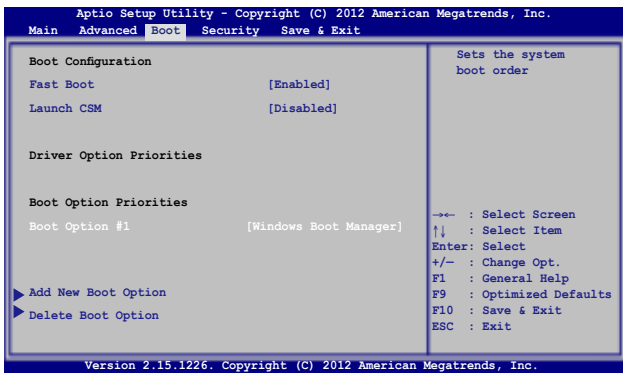 Aptio Setup Utility - Copyright (C) 2012 American Megatrends, Inc.
Main Advanced Boot Security Save & Exit
Boot Configuration
Fast Boot [Enabled]
Launch CSM [Disabled]
Driver Option Priorities
Boot Option Priorities
Boot Option #1 [Windows Boot Manager]
Add New Boot Option
Delete Boot Option
Sets the system
boot order
→← : Select Screen
↑↓ : Select Item
Enter: Select
+/— : Change Opt.
F1 : General Help
F9 : Optimized Defaults
F10 : Save & Exit
ESC : Exit
Version 2.15.1226. Copyright (C) 2012 American Megatrends, Inc.